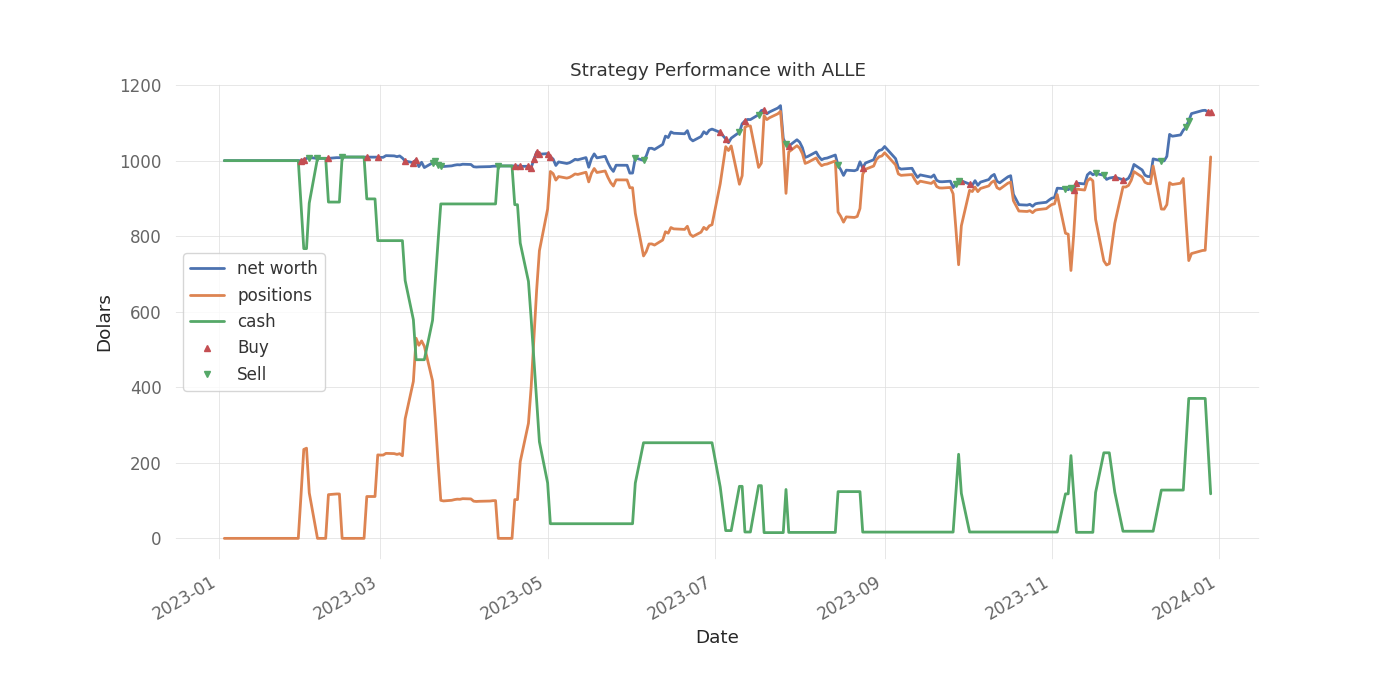 Strategy Performance with ALLE
1200
1000
800
600
400
200
0
Dolars
net worth
positions
cash
Buy
Sell
2023-01
2023-03
2023-05
2023-07
2023-09
2023-11
2024-01
Date